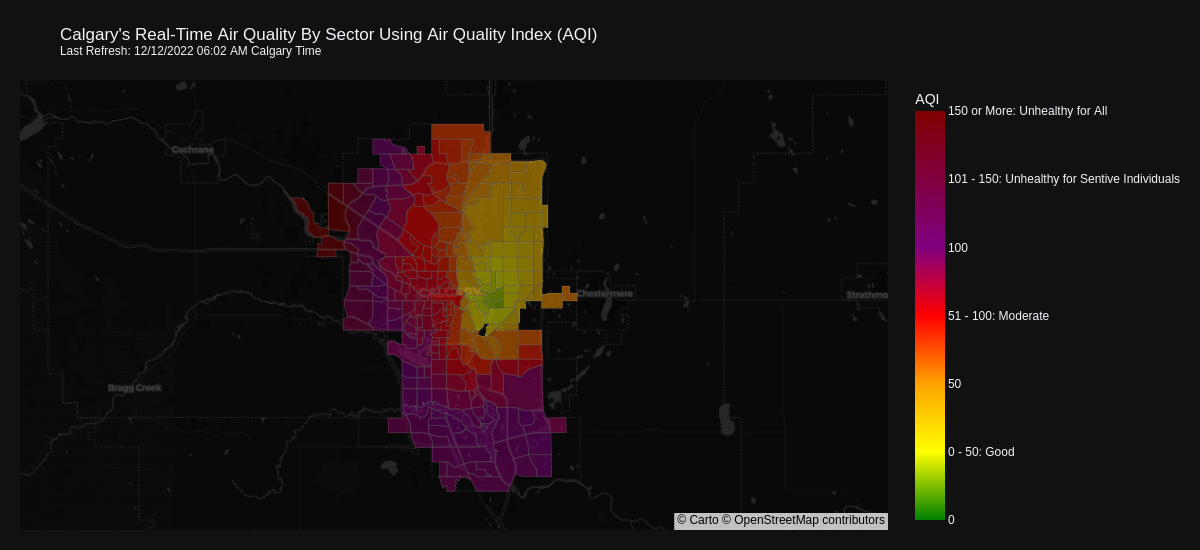 Calgary's Real-Time Air Quality By Sector Using Air Quality Index (AQI)
Last Refresh: 12/12/2022 06:02 AM Calgary Time
AQI
150 or More: Unhealthy for All
Cochrane
101 - 150: Unhealthy for Sentive Individuals
100
CALGARY
Chestermere
Strathmo
51 - 100: Moderate
50
Bragg Creek
0 - 50: Good
0
© Carto © OpenStreetMap contributors